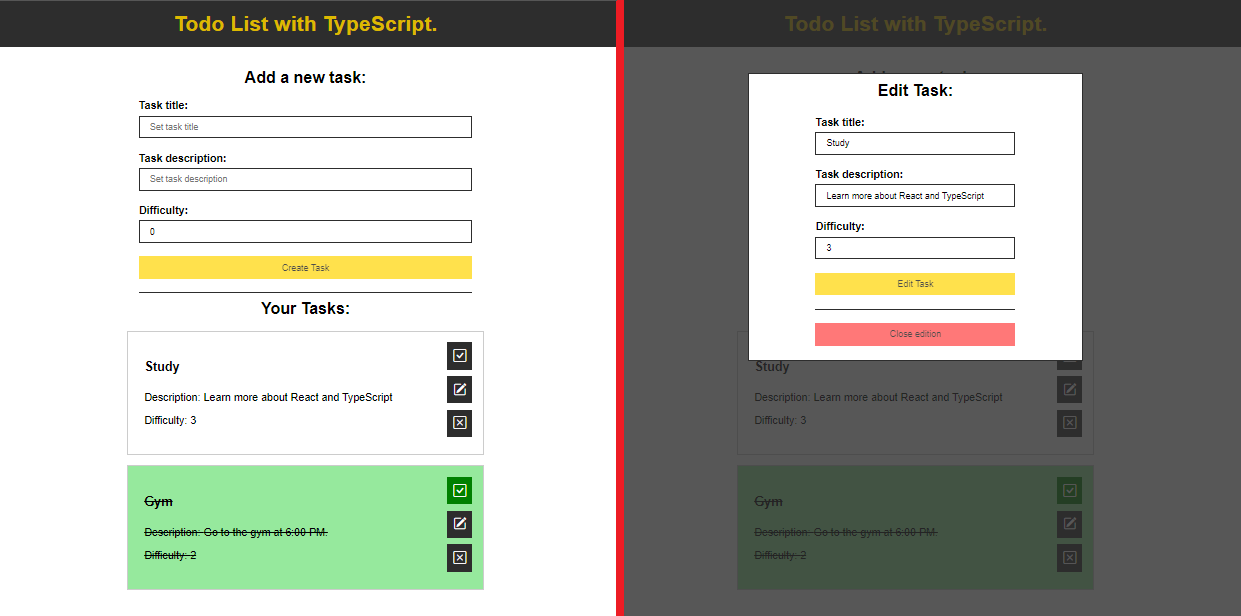 Todo List with TypeScript.
Add a new task:
Task title:
Set task title
Task description:
Set task description
Difficulty:
0
Create Task
Your Tasks:
Study
Description: Learn more about React and TypeScript
Difficulty: 3
Gym
Description: Go to the gym at 6:00 PM.
Difficulty: 2
Todo List with TypeScript.
Edit Task:
Task title:
Study
Task description:
Learn more about React and TypeScript
Difficulty:
3
Edit Task
Close edition
Study
Description: Learn more about React and TypeScript
Difficulty: 3
Gym
Description: Go to the gym at 6:00 PM.
Difficulty: 2